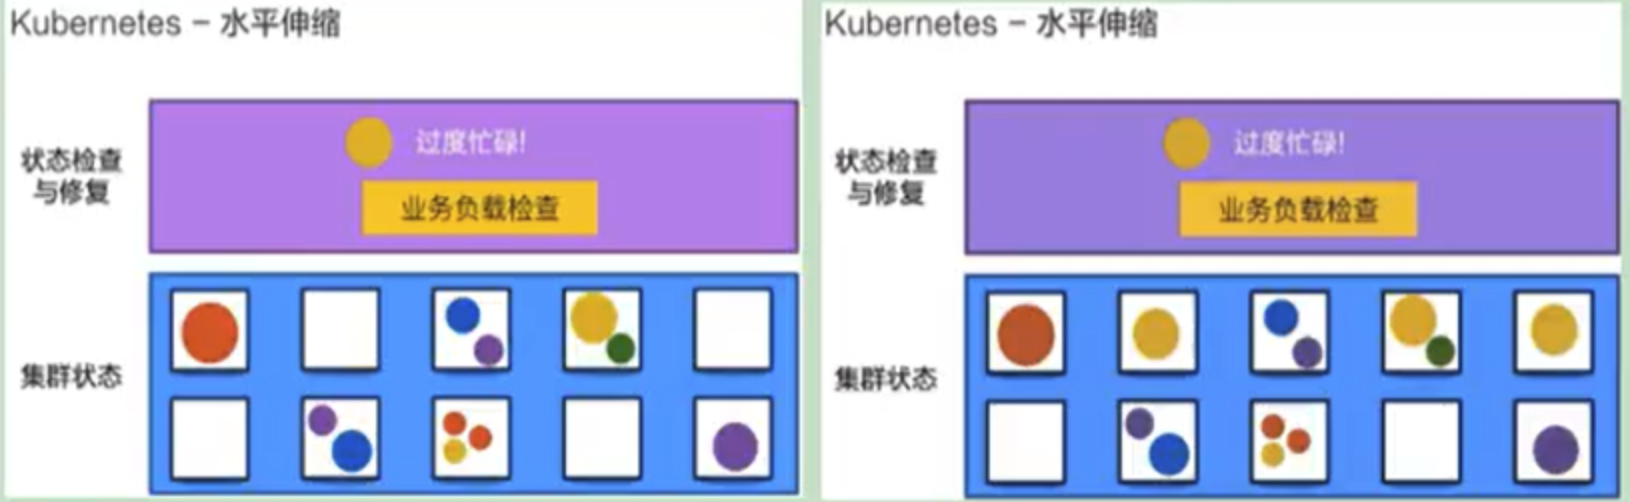 Kubernetes – 水平伸缩
状态检查
与修复
过度忙碌!
业务负载检查
集群状态
Kubernetes – 水平伸缩
状态检查
与修复
过度忙碌!
业务负载检查
集群状态